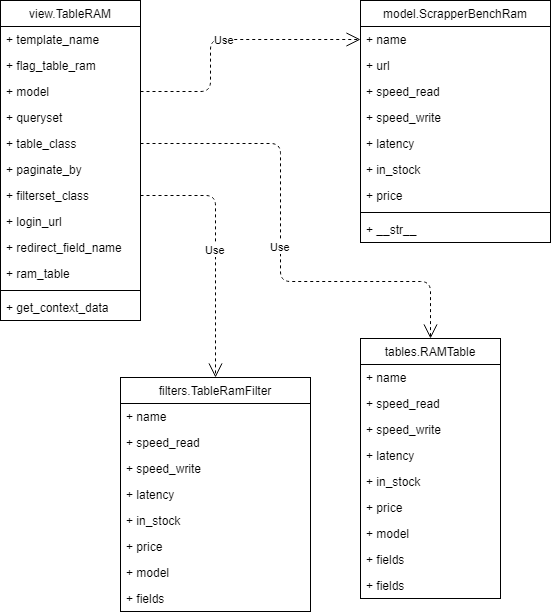 view.TableRAM
+ template_name
+ flag_table_ram
+ model
+ queryset
+ table_class
+ paginate_by
+ filterset_class
+ login_url
+ redirect_field_name
+ ram_table
+ get_context_data
Use
Use
Use
model.ScrapperBenchRam
+ name
+ url
+ speed_read
+ speed_write
+ latency
+ in_stock
+ price
+ __str__
filters.TableRamFilter
+ name
+ speed_read
+ speed_write
+ latency
+ in_stock
+ price
+ model
+ fields
tables.RAMTable
+ name
+ speed_read
+ speed_write
+ latency
+ in_stock
+ price
+ model
+ fields
+ fields